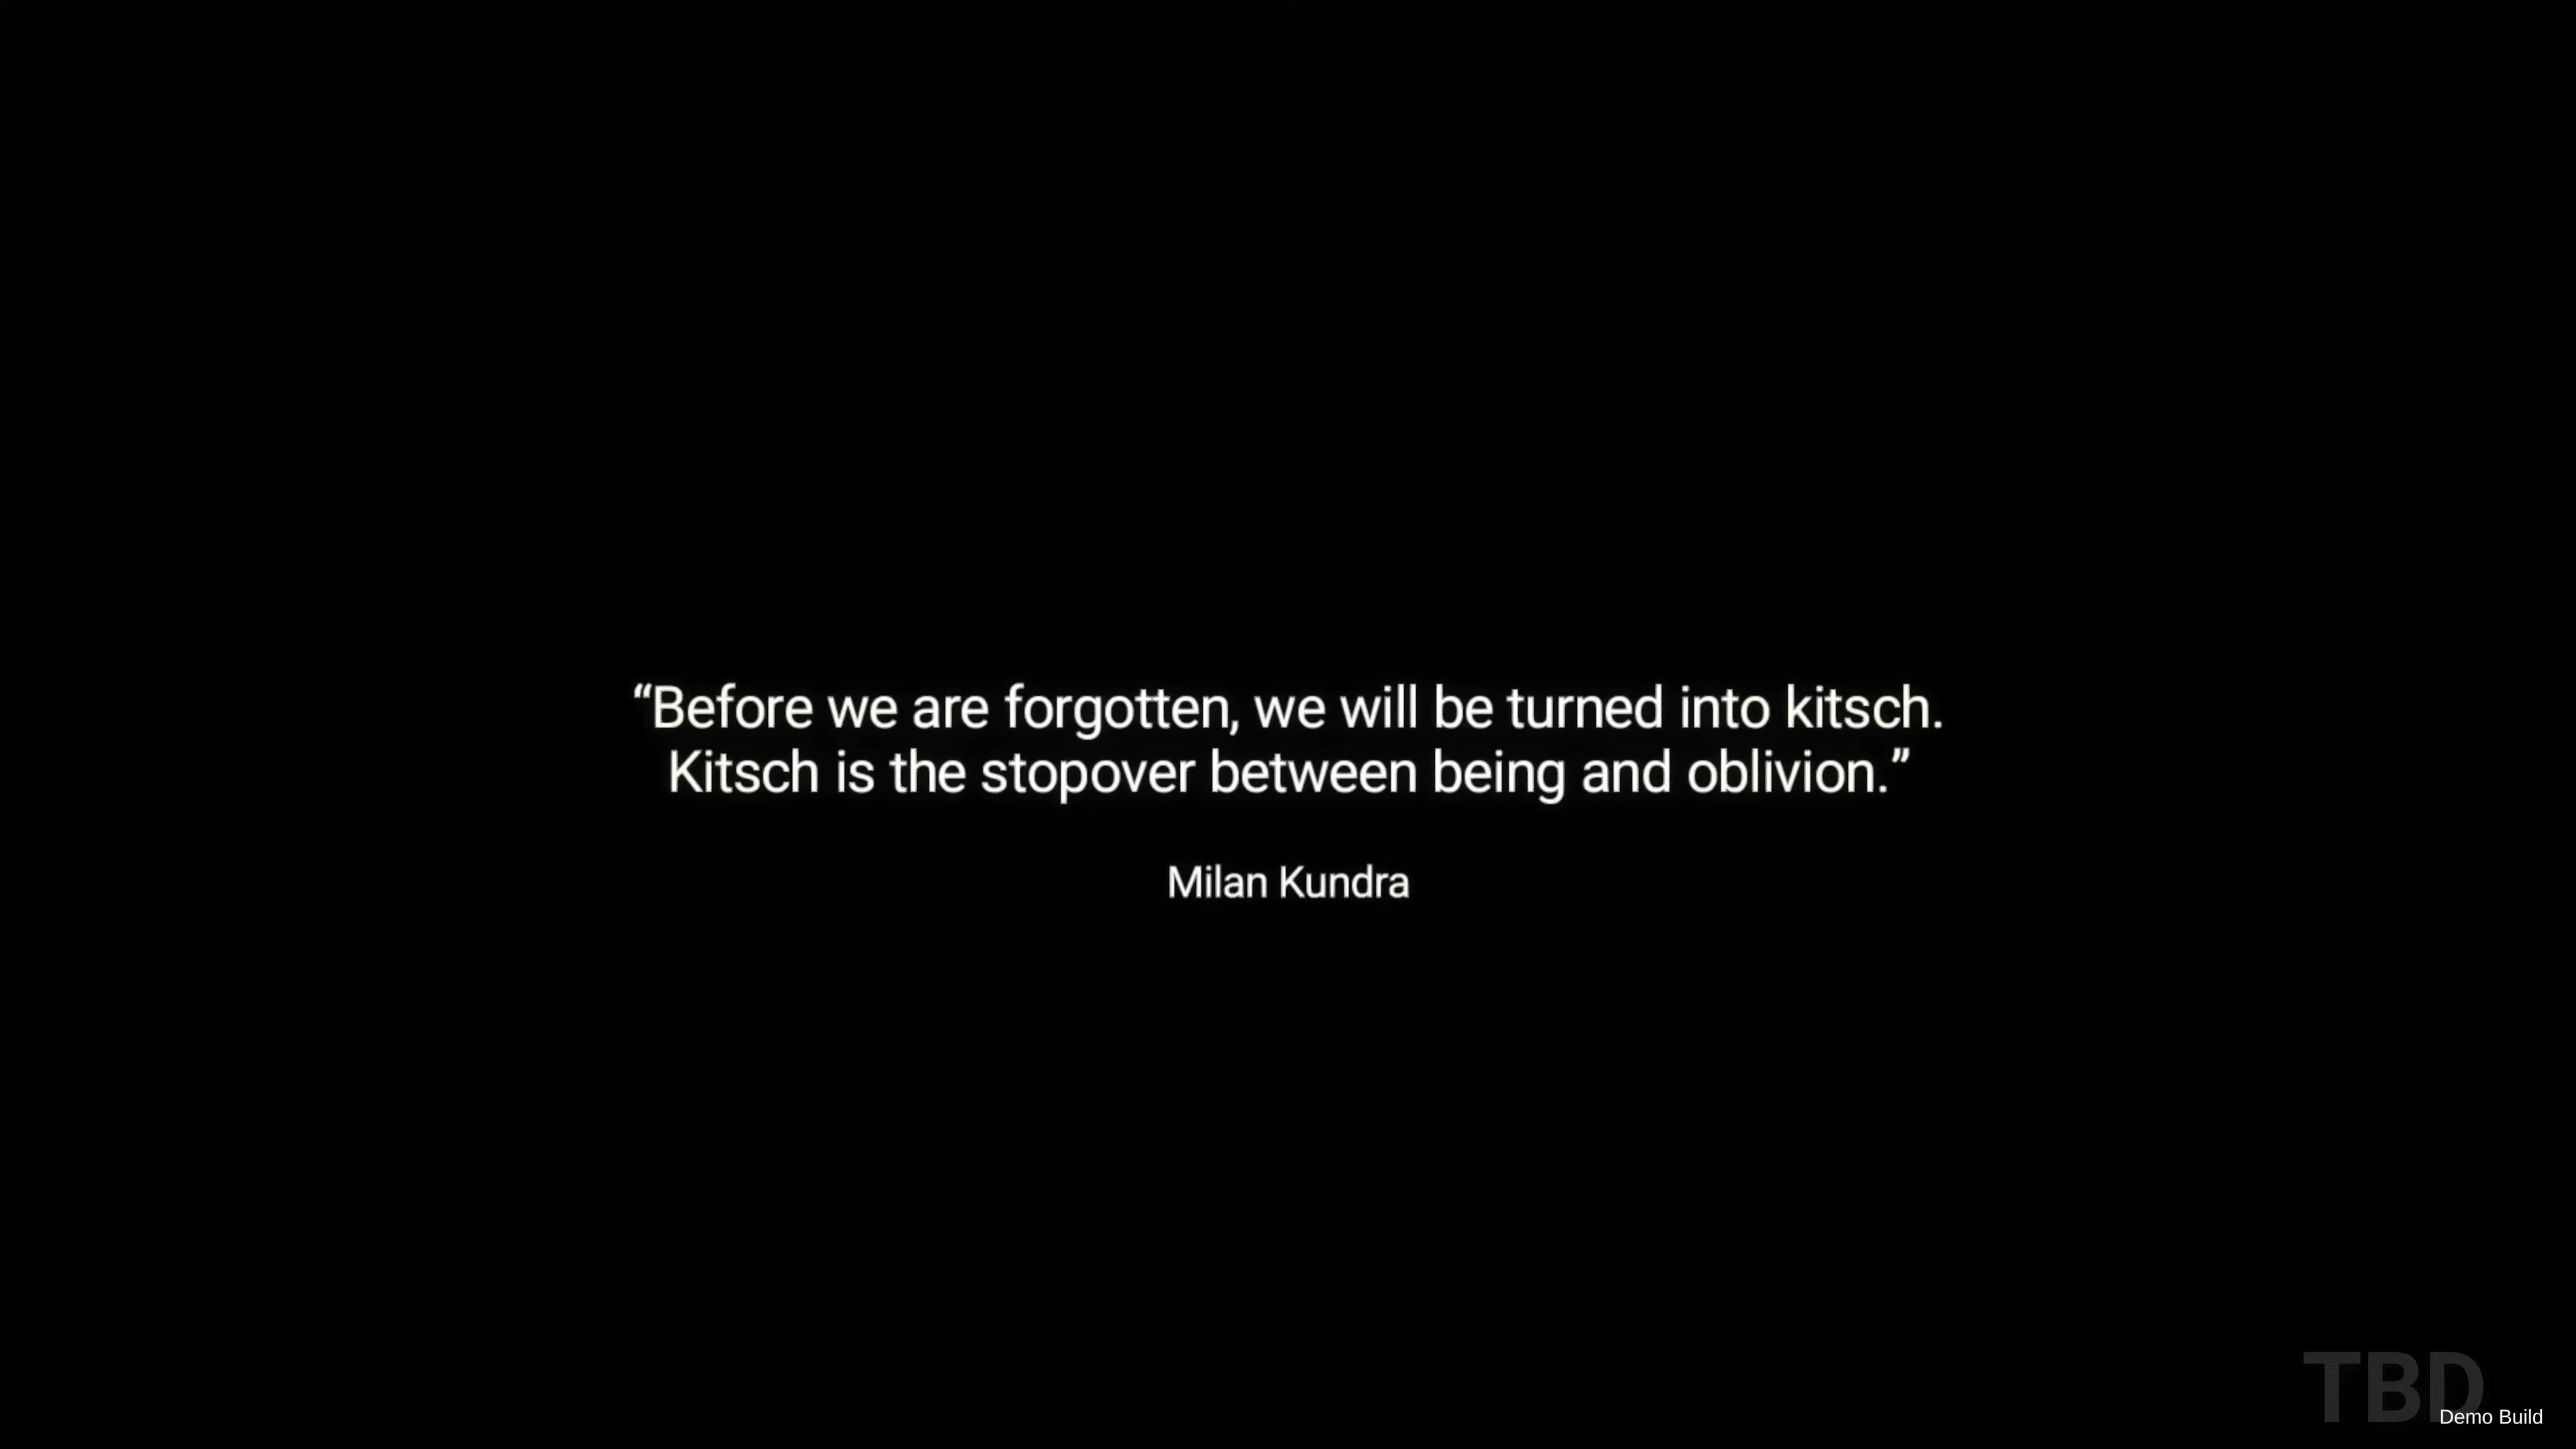 “Before we are forgotten, we will be turned into kitsch.
Kitsch is the stopover between being and oblivion.”
Milan Kundra
TBD
Demo Build